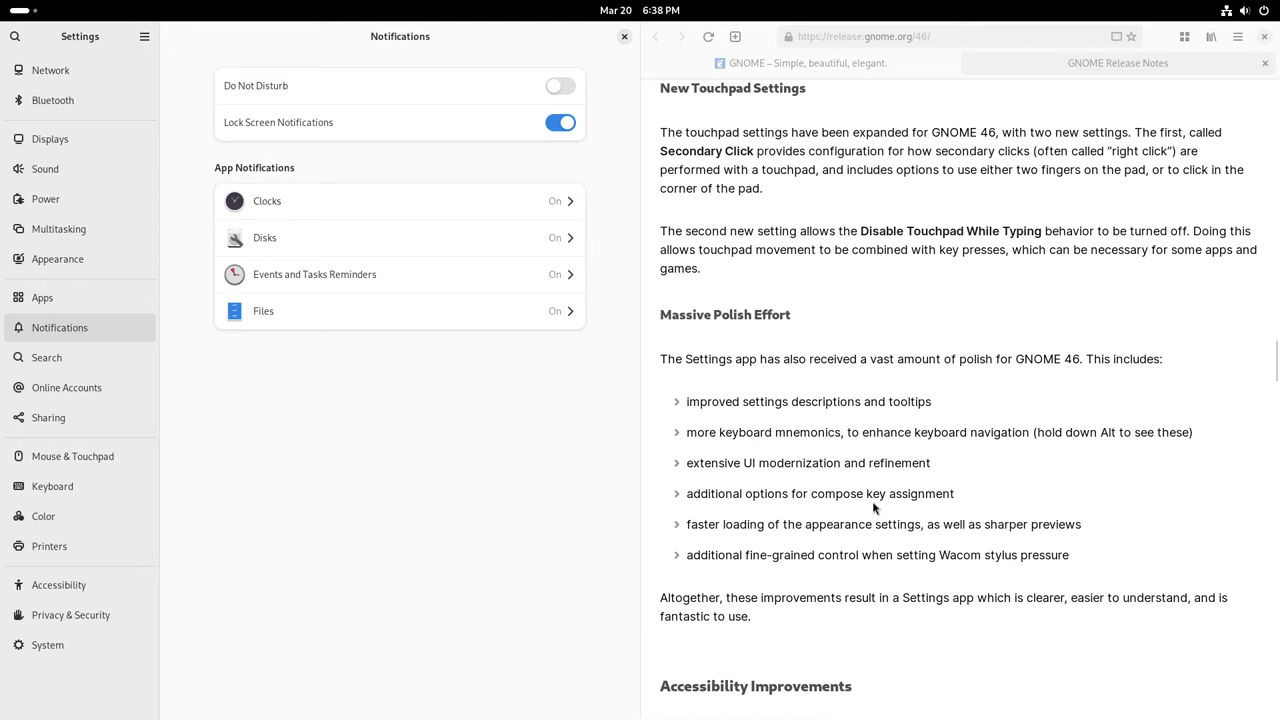 Mar 20 6:38 PM
Settings
Network
Bluetooth
Displays
Sound
Power
Multitasking
Appearance
Apps
Notifications
Search
Online Accounts
Sharing
Mouse & Touchpad
Keyboard
Color
Printers
Accessibility
Privacy & Security
System
Notifications
Do Not Disturb
Lock Screen Notifications
App Notifications
Clocks On
Disks On
Events and Tasks Reminders On
Files On
https://release.gnome.org/46/
GNOME – Simple, beautiful, elegant.
GNOME Release Notes
New Touchpad Settings
The touchpad settings have been expanded for GNOME 46, with two new settings. The first, called
Secondary Click provides configuration for how secondary clicks (often called “right click”) are
performed with a touchpad, and includes options to use either two fingers on the pad, or to click in the
corner of the pad.
The second new setting allows the Disable Touchpad While Typing behavior to be turned off. Doing this
allows touchpad movement to be combined with key presses, which can be necessary for some apps and
games.
Massive Polish Effort
The Settings app has also received a vast amount of polish for GNOME 46. This includes:
improved settings descriptions and tooltips
more keyboard mnemonics, to enhance keyboard navigation (hold down Alt to see these)
extensive UI modernization and refinement
additional options for compose key assignment
faster loading of the appearance settings, as well as sharper previews
additional fine-grained control when setting Wacom stylus pressure
Altogether, these improvements result in a Settings app which is clearer, easier to understand, and is
fantastic to use.
Accessibility Improvements